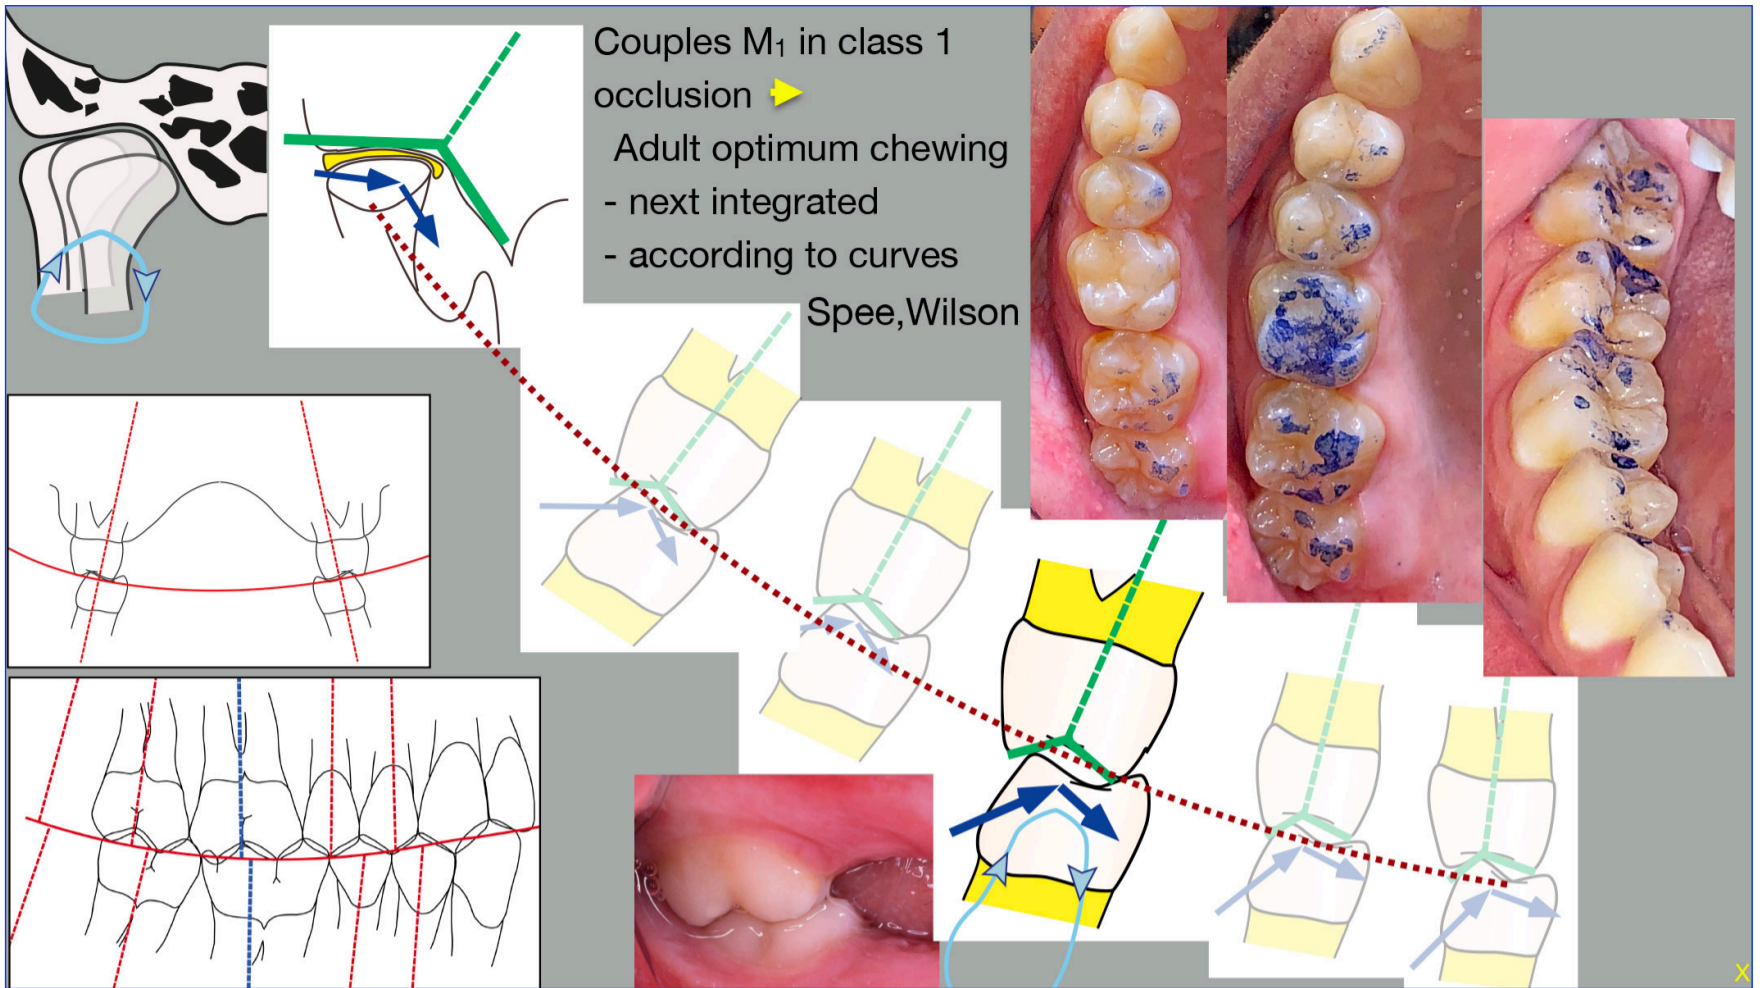 Couples M₁ in class 1
occlusion
Adult optimum chewing
- next integrated
- according to curves
Spee,Wilson
X